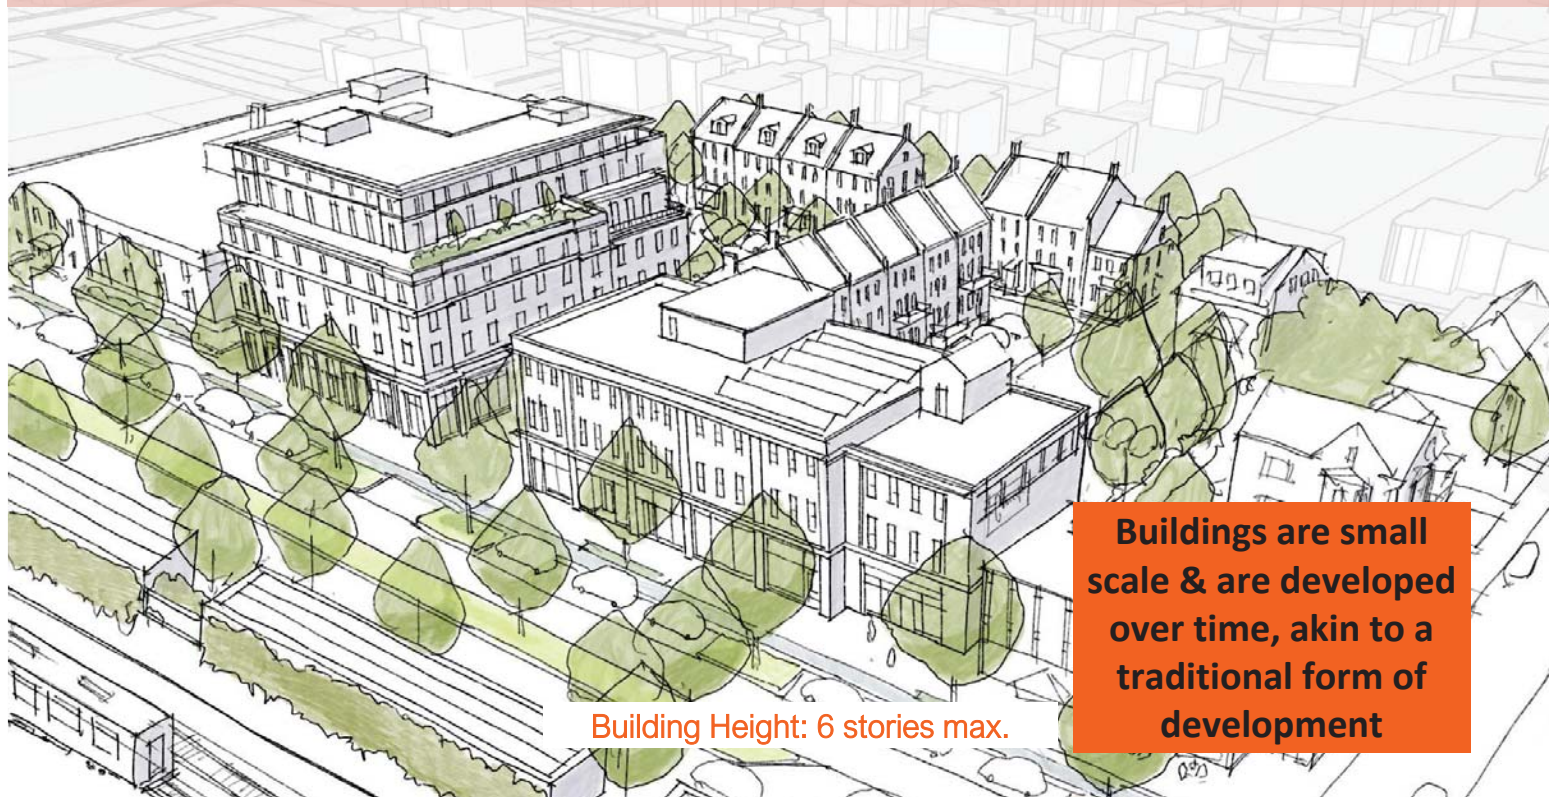 Building Height: 6 stories max.
Buildings are small
scale & are developed
over time, akin to a
traditional form of
development